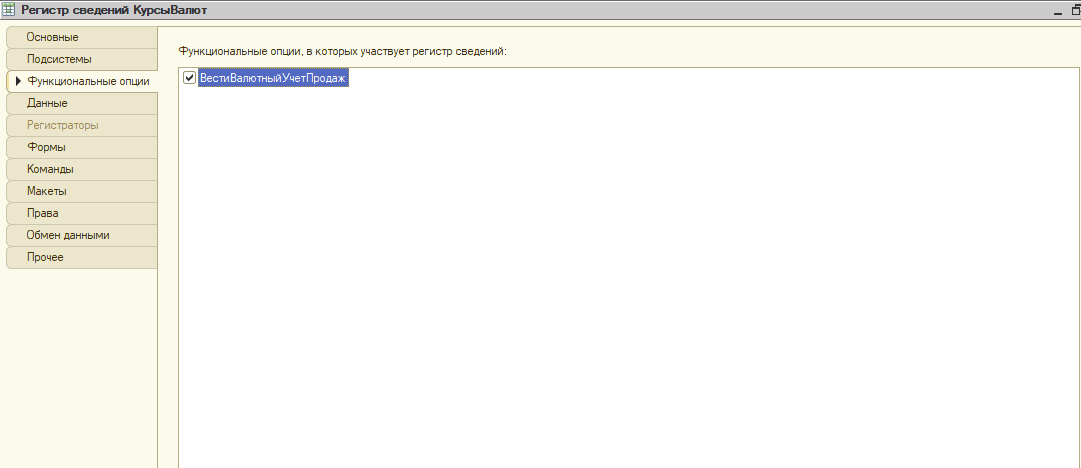 Регистр сведений КурсыВалют
Основные
Подсистемы
Функциональные опции
Данные
Регистраторы
Формы
Команды
Макеты
Права
Обмен данными
Прочее
Функциональные опции, в которых участвует регистр сведений:
ВестиВалютныйУчетПродаж